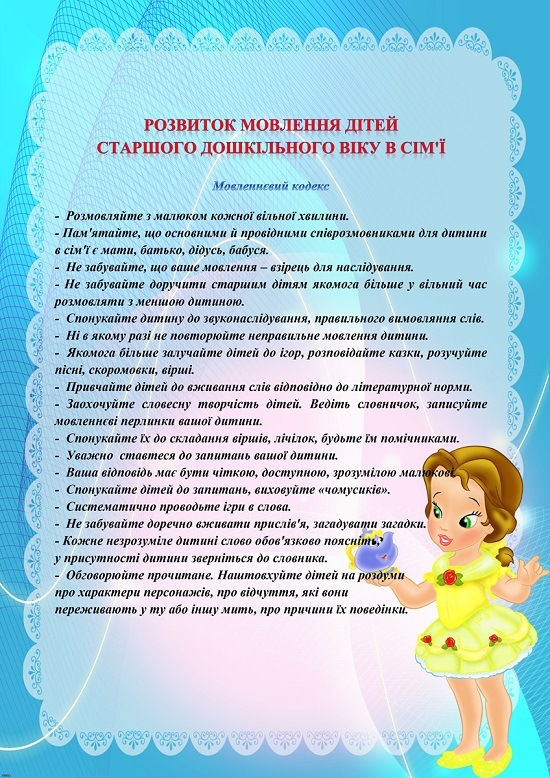 РОЗВИТОК МОВЛЕННЯ ДІТЕЙ
СТАРШОГО ДОШКІЛЬНОГО ВІКУ В СІМ'Ї
Мовленнєвий кодекс
- Розмовляйте з малюком кожної вільної хвилини.
- Пам'ятайте, що основними й провідними співрозмовниками для дитини
в сім'ї є мати, батько, дідусь, бабуся.
- Не забувайте, що ваше мовлення – взірець для наслідування.
- Не забувайте доручити старшим дітям якомога більше у вільний час
розмовляти з меншою дитиною.
- Спонукайте дитину до звуконаслідування, правильного вимовляння слів.
- Ні в якому разі не повторюйте неправильне мовлення дитини.
- Якомога більше залучайте дітей до ігор, розповідайте казки, розучуйте
пісні, скоромовки, вірші.
- Привчайте дітей до вживання слів відповідно до літературної норми.
- Заохочуйте словесну творчість дітей. Ведіть словничок, записуйте
мовленнєві перлинки вашої дитини.
- Спонукайте їх до складання віршів, лічілок, будьте їм помічниками.
- Уважно ставтеся до запитань вашої дитини.
- Ваша відповідь має бути чіткою, доступною, зрозумілою малюкові.
- Спонукайте дітей до запитань, виховуйте «чомусиків».
- Систематично проводьте ігри в слова.
- Не забувайте доречно вживати прислів'я, загадувати загадки.
- Кожне незрозуміле дитині слово обов'язково поясніть,
у присутності дитини зверніться до словника.
- Обговорюйте прочитане. Наштовхуйте дітей на роздуми
про характери персонажів, про відчуття, які вони
переживають у ту або іншу мить, про причини їх поведінки.